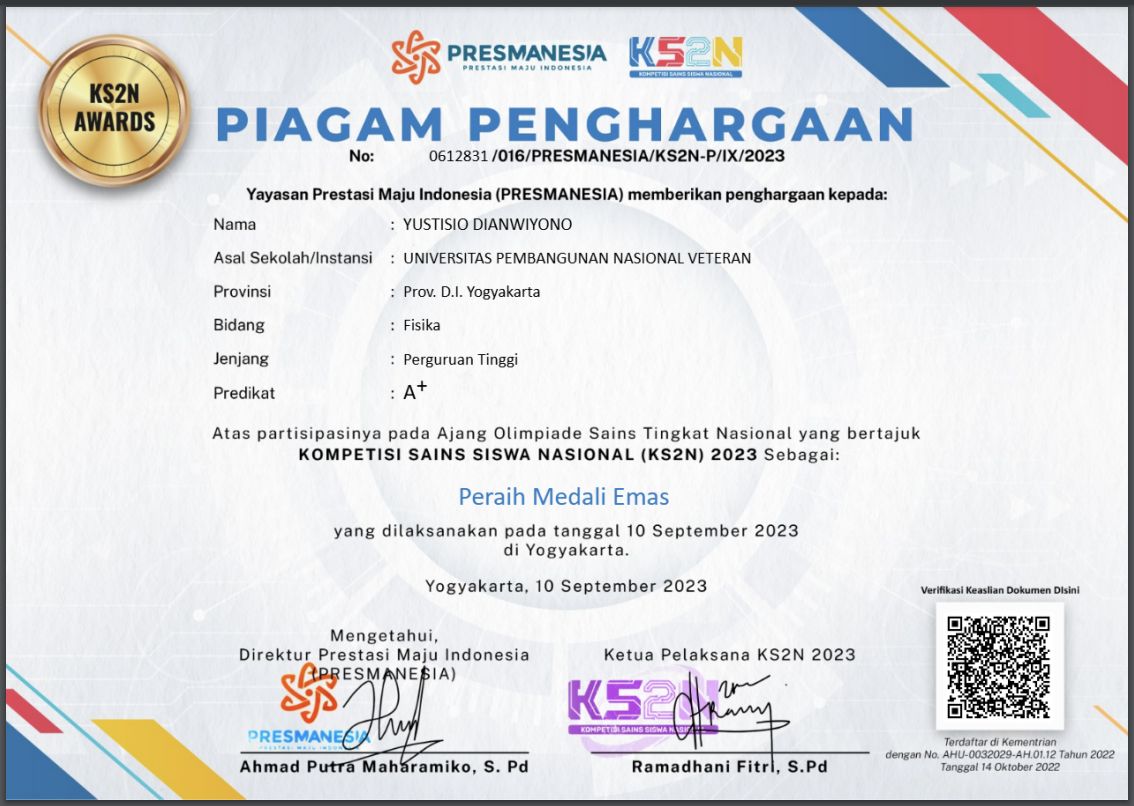 KS2N
AWARDS
PRESMANESIA
PRESTASI MAJU INDONESIA
KS2N
KOMPETISI SAINS SISWA NASIONAL
PIAGAM PENGHARGAAN
No: 0612831 /016/PRESMANESIA/KS2N-P/IX/2023
Yayasan Prestasi Maju Indonesia (PRESMANESIA) memberikan penghargaan kepada:
Nama : YUSTISIO DIANWIYONO
Asal Sekolah/Instansi : UNIVERSITAS PEMBANGUNAN NASIONAL VETERAN
Provinsi : Prov. D.I. Yogyakarta
Bidang : Fisika
Jenjang : Perguruan Tinggi
Predikat : A+
Atas partisipasinya pada Ajang Olimpiade Sains Tingkat Nasional yang bertajuk
KOMPETISI SAINS SISWA NASIONAL (KS2N) 2023 Sebagai:
Peraih Medali Emas
yang dilaksanakan pada tanggal 10 September 2023
di Yogyakarta.
Yogyakarta, 10 September 2023
Mengetahui,
Direktur Prestasi Maju Indonesia
(PRESMANESIA)
PRESMANESIA
PRESTASI MAJU INDONESIA
Ahmad Putra Maharamiko, S. Pd
Ketua Pelaksana KS2N 2023
KS2N
KOMPETISI SAINS SISWA NASIONAL
Ramadhani Fitri, S.Pd
Verifikasi Keaslian Dokumen DIsini
Terdaftar di Kementrian
dengan No. AHU-0032029-AH.01.12 Tahun 2022
Tanggal 14 Oktober 2022